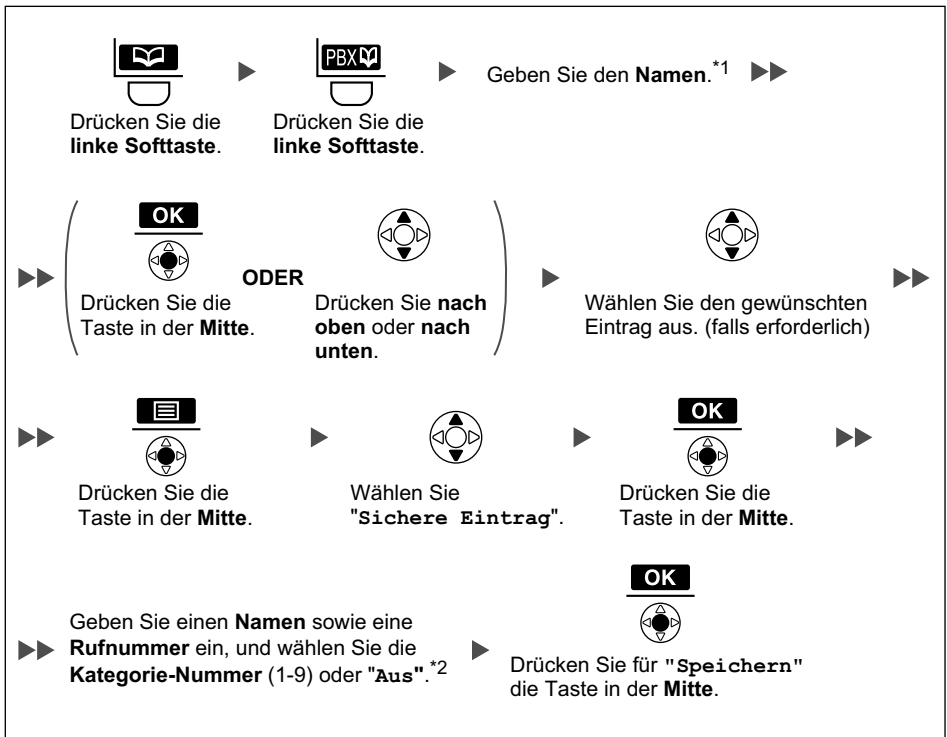 PBX
Geben Sie den Namen.*1
Drücken Sie die
linke Softtaste.
Drücken Sie die
linke Softtaste.
OK
ODER
Drücken Sie die
Taste in der Mitte.
Drücken Sie nach
oben oder nach
unten.
Wählen Sie den gewünschten
Eintrag aus. (falls erforderlich)
OK
Drücken Sie die
Taste in der Mitte.
Wählen Sie
"Sichere Eintrag".
Drücken Sie die
Taste in der Mitte.
Geben Sie einen Namen sowie eine
Rufnummer ein, und wählen Sie die
Kategorie-Nummer (1-9) oder "Aus".*2
OK
Drücken Sie für "Speichern"
die Taste in der Mitte.